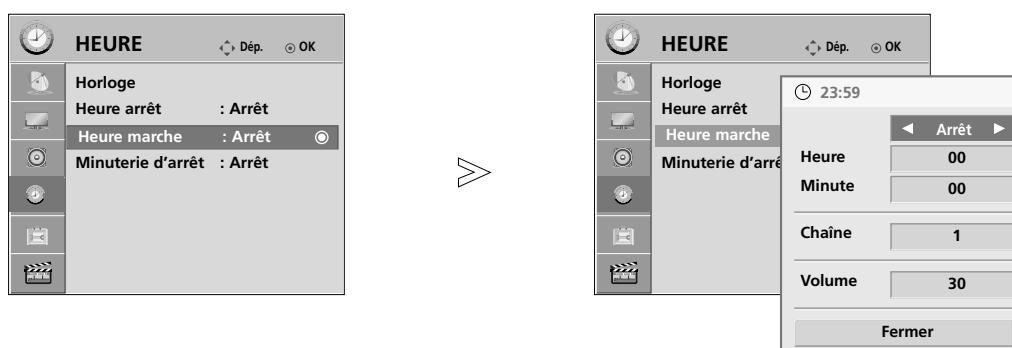 HEURE Dép. OK
Horloge
Heure arrêt : Arrêt
Heure marche : Arrêt
Minuterie d’arrêt : Arrêt
HEURE Dép. OK
Horloge
Heure arrêt
Heure marche
Minuterie d’arrê
23:59
Arrêt
Heure 00
Minute 00
Chaîne 1
Volume 30
Fermer